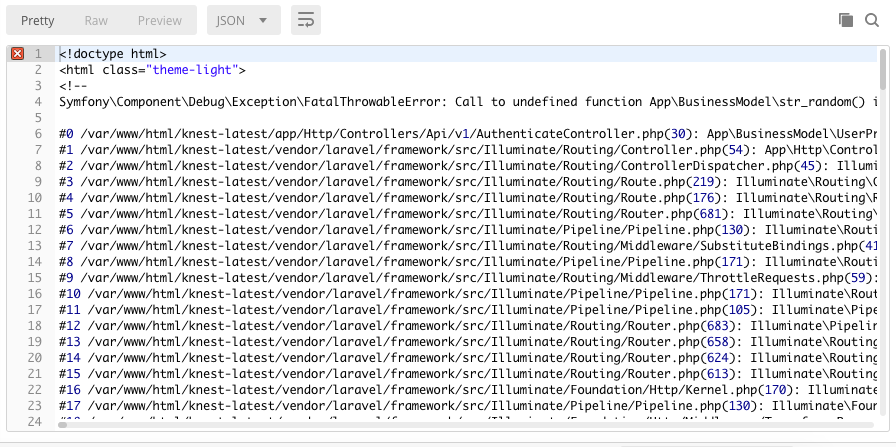 Pretty Raw Preview JSON
1 <!doctype html>
2 <html class="theme-light">
3 <!--
4 Symfony\Component\Debug\Exception\FatalThrowableError: Call to undefined function App\BusinessModel\str_random() i
5
6 #0 /var/www/html/knest-latest/app/Http/Controllers/Api/v1/AuthenticateController.php(30): App\BusinessModel\UserPr
7 #1 /var/www/html/knest-latest/vendor/laravel/framework/src/Illuminate/Routing/Controller.php(54): App\Http\Control
8 #2 /var/www/html/knest-latest/vendor/laravel/framework/src/Illuminate/Routing/ControllerDispatcher.php(45): Illumi
9 #3 /var/www/html/knest-latest/vendor/laravel/framework/src/Illuminate/Routing/Route.php(219): Illuminate\Routing\C
10 #4 /var/www/html/knest-latest/vendor/laravel/framework/src/Illuminate/Routing/Route.php(176): Illuminate\Routing\R
11 #5 /var/www/html/knest-latest/vendor/laravel/framework/src/Illuminate/Routing/Router.php(681): Illuminate\Routing\
12 #6 /var/www/html/knest-latest/vendor/laravel/framework/src/Illuminate/Pipeline/Pipeline.php(130): Illuminate\Routi
13 #7 /var/www/html/knest-latest/vendor/laravel/framework/src/Illuminate/Routing/Middleware/SubstituteBindings.php(41
14 #8 /var/www/html/knest-latest/vendor/laravel/framework/src/Illuminate/Pipeline/Pipeline.php(171): Illuminate\Routi
15 #9 /var/www/html/knest-latest/vendor/laravel/framework/src/Illuminate/Routing/Middleware/ThrottleRequests.php(59):
16 #10 /var/www/html/knest-latest/vendor/laravel/framework/src/Illuminate/Pipeline/Pipeline.php(171): Illuminate\Rout
17 #11 /var/www/html/knest-latest/vendor/laravel/framework/src/Illuminate/Pipeline/Pipeline.php(105): Illuminate\Pipe
18 #12 /var/www/html/knest-latest/vendor/laravel/framework/src/Illuminate/Routing/Router.php(683): Illuminate\Pipelin
19 #13 /var/www/html/knest-latest/vendor/laravel/framework/src/Illuminate/Routing/Router.php(658): Illuminate\Routing
20 #14 /var/www/html/knest-latest/vendor/laravel/framework/src/Illuminate/Routing/Router.php(624): Illuminate\Routing
21 #15 /var/www/html/knest-latest/vendor/laravel/framework/src/Illuminate/Routing/Router.php(613): Illuminate\Routing
22 #16 /var/www/html/knest-latest/vendor/laravel/framework/src/Illuminate/Foundation/Http/Kernel.php(170): Illuminate
23 #17 /var/www/html/knest-latest/vendor/laravel/framework/src/Illuminate/Pipeline/Pipeline.php(130): Illuminate\Foun
24